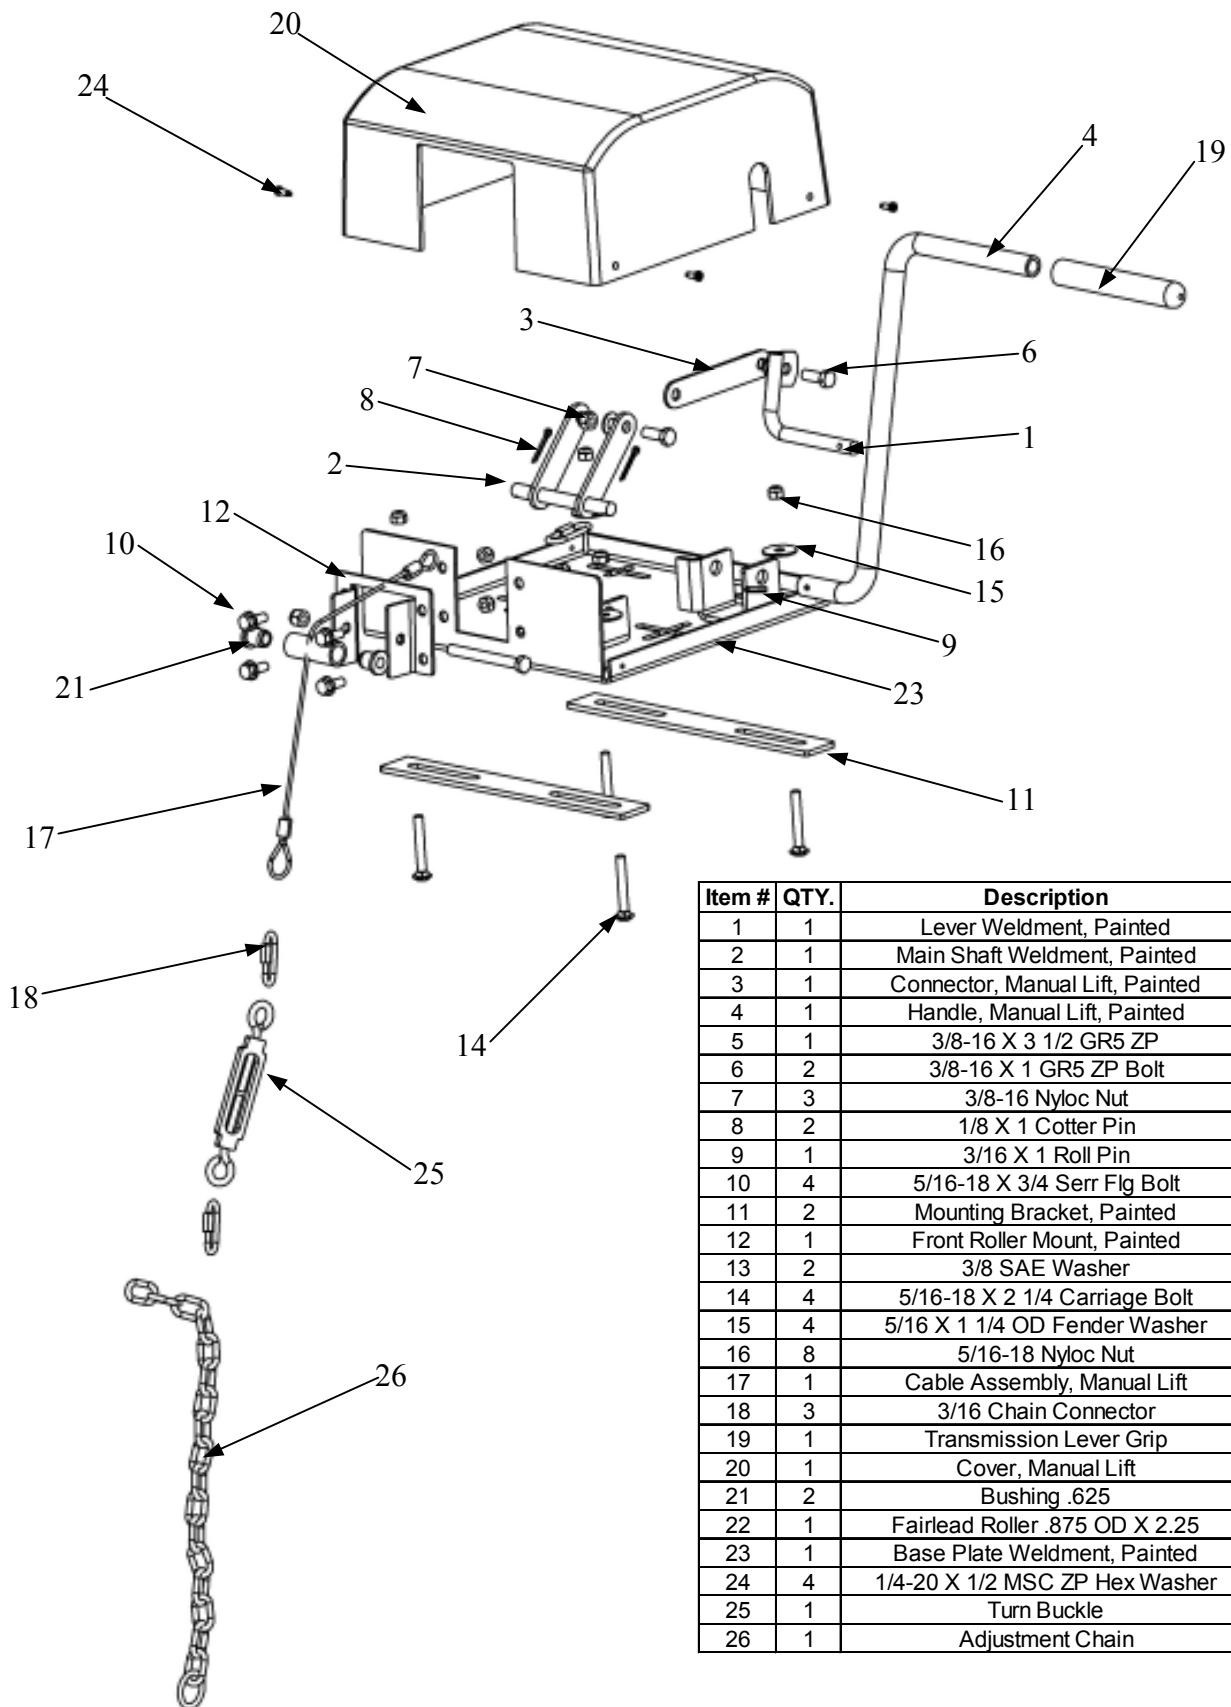 20
24
4
19
3
6
7
8
1
2
16
12
10
15
9
21
23
11
17
18
14
25
26
Item # QTY. Description
1 1 Lever Weldment, Painted
2 1 Main Shaft Weldment, Painted
3 1 Connector, Manual Lift, Painted
4 1 Handle, Manual Lift, Painted
5 1 3/8-16 X 3 1/2 GR5 ZP
6 2 3/8-16 X 1 GR5 ZP Bolt
7 3 3/8-16 Nyloc Nut
8 2 1/8 X 1 Cotter Pin
9 1 3/16 X 1 Roll Pin
10 4 5/16-18 X 3/4 Serr Flg Bolt
11 2 Mounting Bracket, Painted
12 1 Front Roller Mount, Painted
13 2 3/8 SAE Washer
14 4 5/16-18 X 2 1/4 Carriage Bolt
15 4 5/16 X 1 1/4 OD Fender Washer
16 8 5/16-18 Nyloc Nut
17 1 Cable Assembly, Manual Lift
18 3 3/16 Chain Connector
19 1 Transmission Lever Grip
20 1 Cover, Manual Lift
21 2 Bushing .625
22 1 Fairlead Roller .875 OD X 2.25
23 1 Base Plate Weldment, Painted
24 4 1/4-20 X 1/2 MSC ZP Hex Washer
25 1 Turn Buckle
26 1 Adjustment Chain